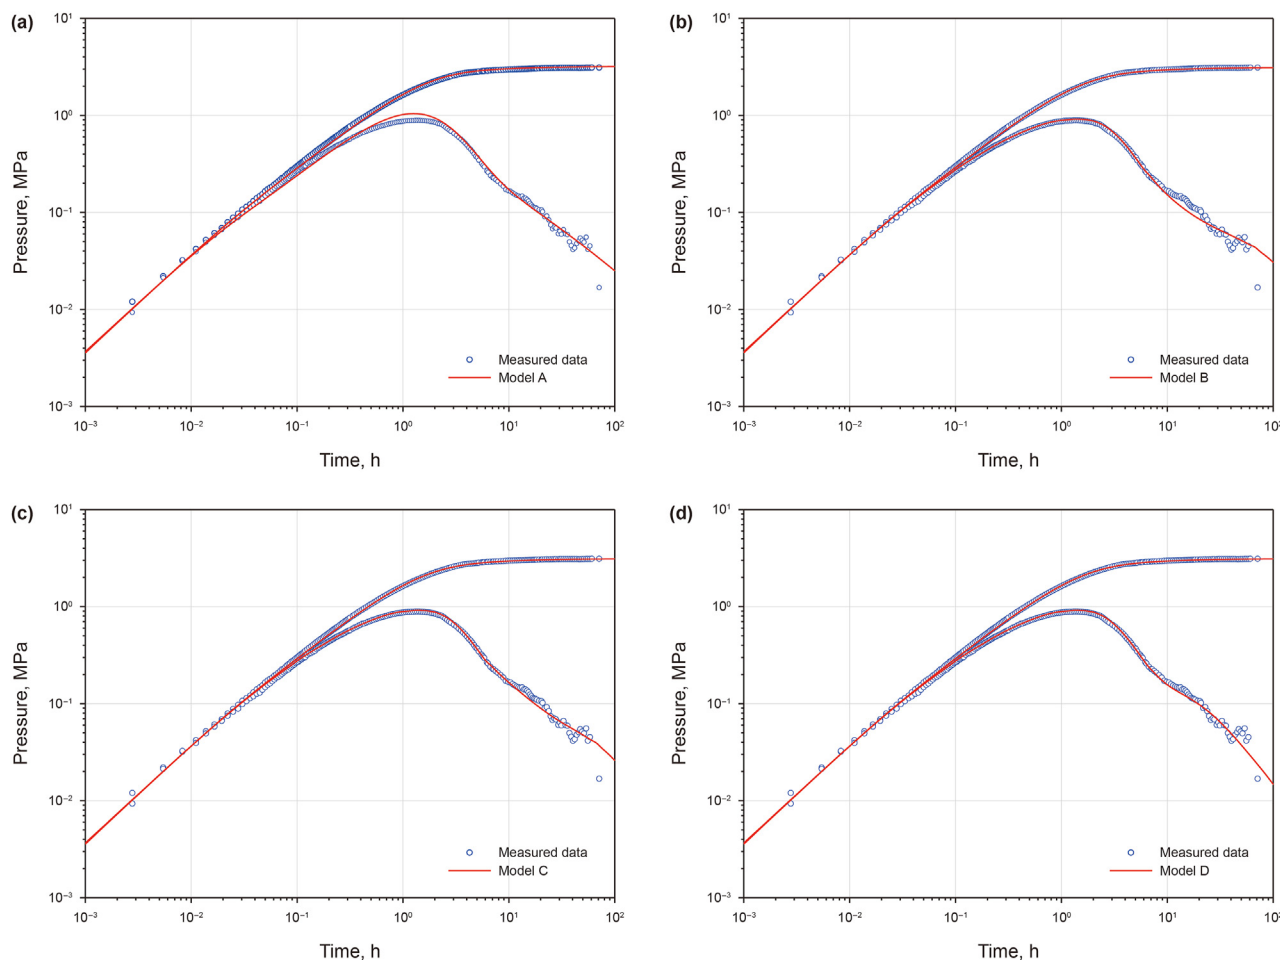 (a)
Pressure, MPa
10¹
10⁰
10⁻¹
10⁻²
10⁻³
Measured data
Model A
10⁻³ 10⁻² 10⁻¹ 10⁰ 10¹ 10²
Time, h
(b)
Pressure, MPa
10¹
10⁰
10⁻¹
10⁻²
10⁻³
Measured data
Model B
10⁻³ 10⁻² 10⁻¹ 10⁰ 10¹ 10²
Time, h
(c)
Pressure, MPa
10¹
10⁰
10⁻¹
10⁻²
10⁻³
Measured data
Model C
10⁻³ 10⁻² 10⁻¹ 10⁰ 10¹ 10²
Time, h
(d)
Pressure, MPa
10¹
10⁰
10⁻¹
10⁻²
10⁻³
Measured data
Model D
10⁻³ 10⁻² 10⁻¹ 10⁰ 10¹ 10²
Time, h